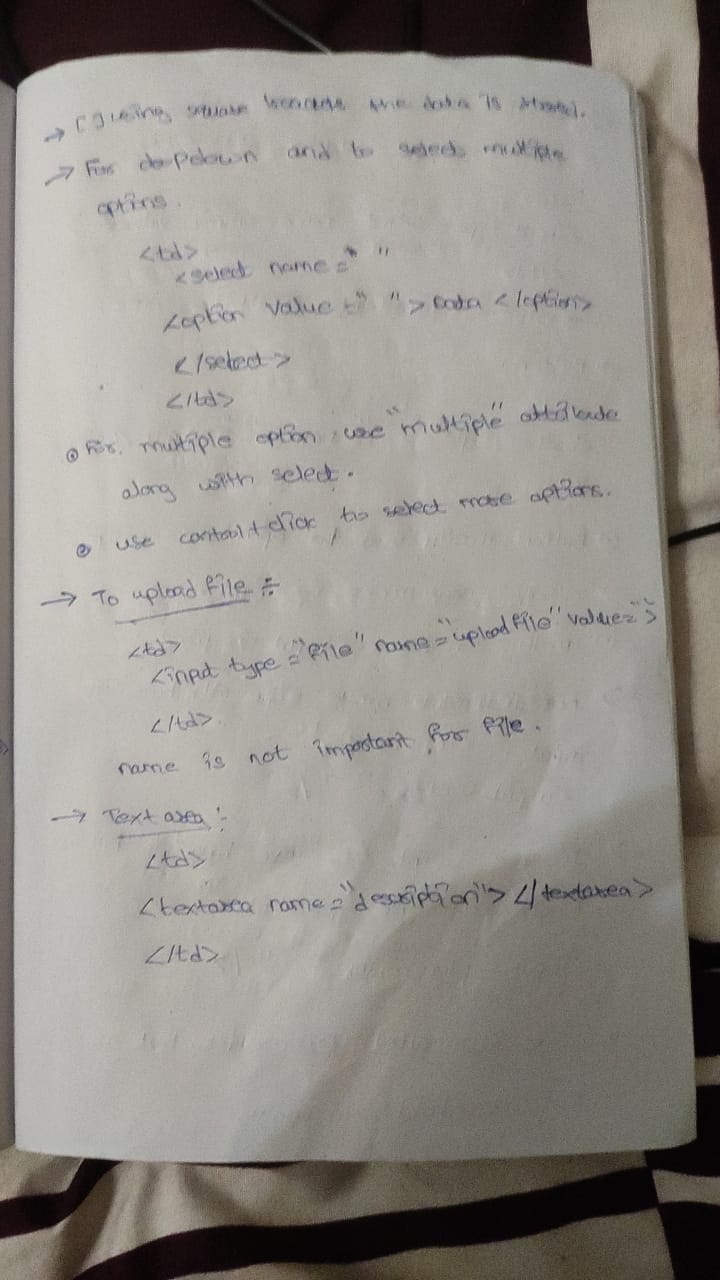 → [ ] using square brackets the data is stored.
→ For dropdown and to select multiple
options.
<td>
<select name=" "
<option value=" "> Data </option>
</select>
</td>
For. multiple option use "multiple" attribute
along with select.
use control+click to select more options.
→ To upload file :-
<td>
<input type="file" name="upload file" value="">
</td>
name is not important for file.
→ Text area :-
<td>
<textarea name="description"> </textarea>
</td>